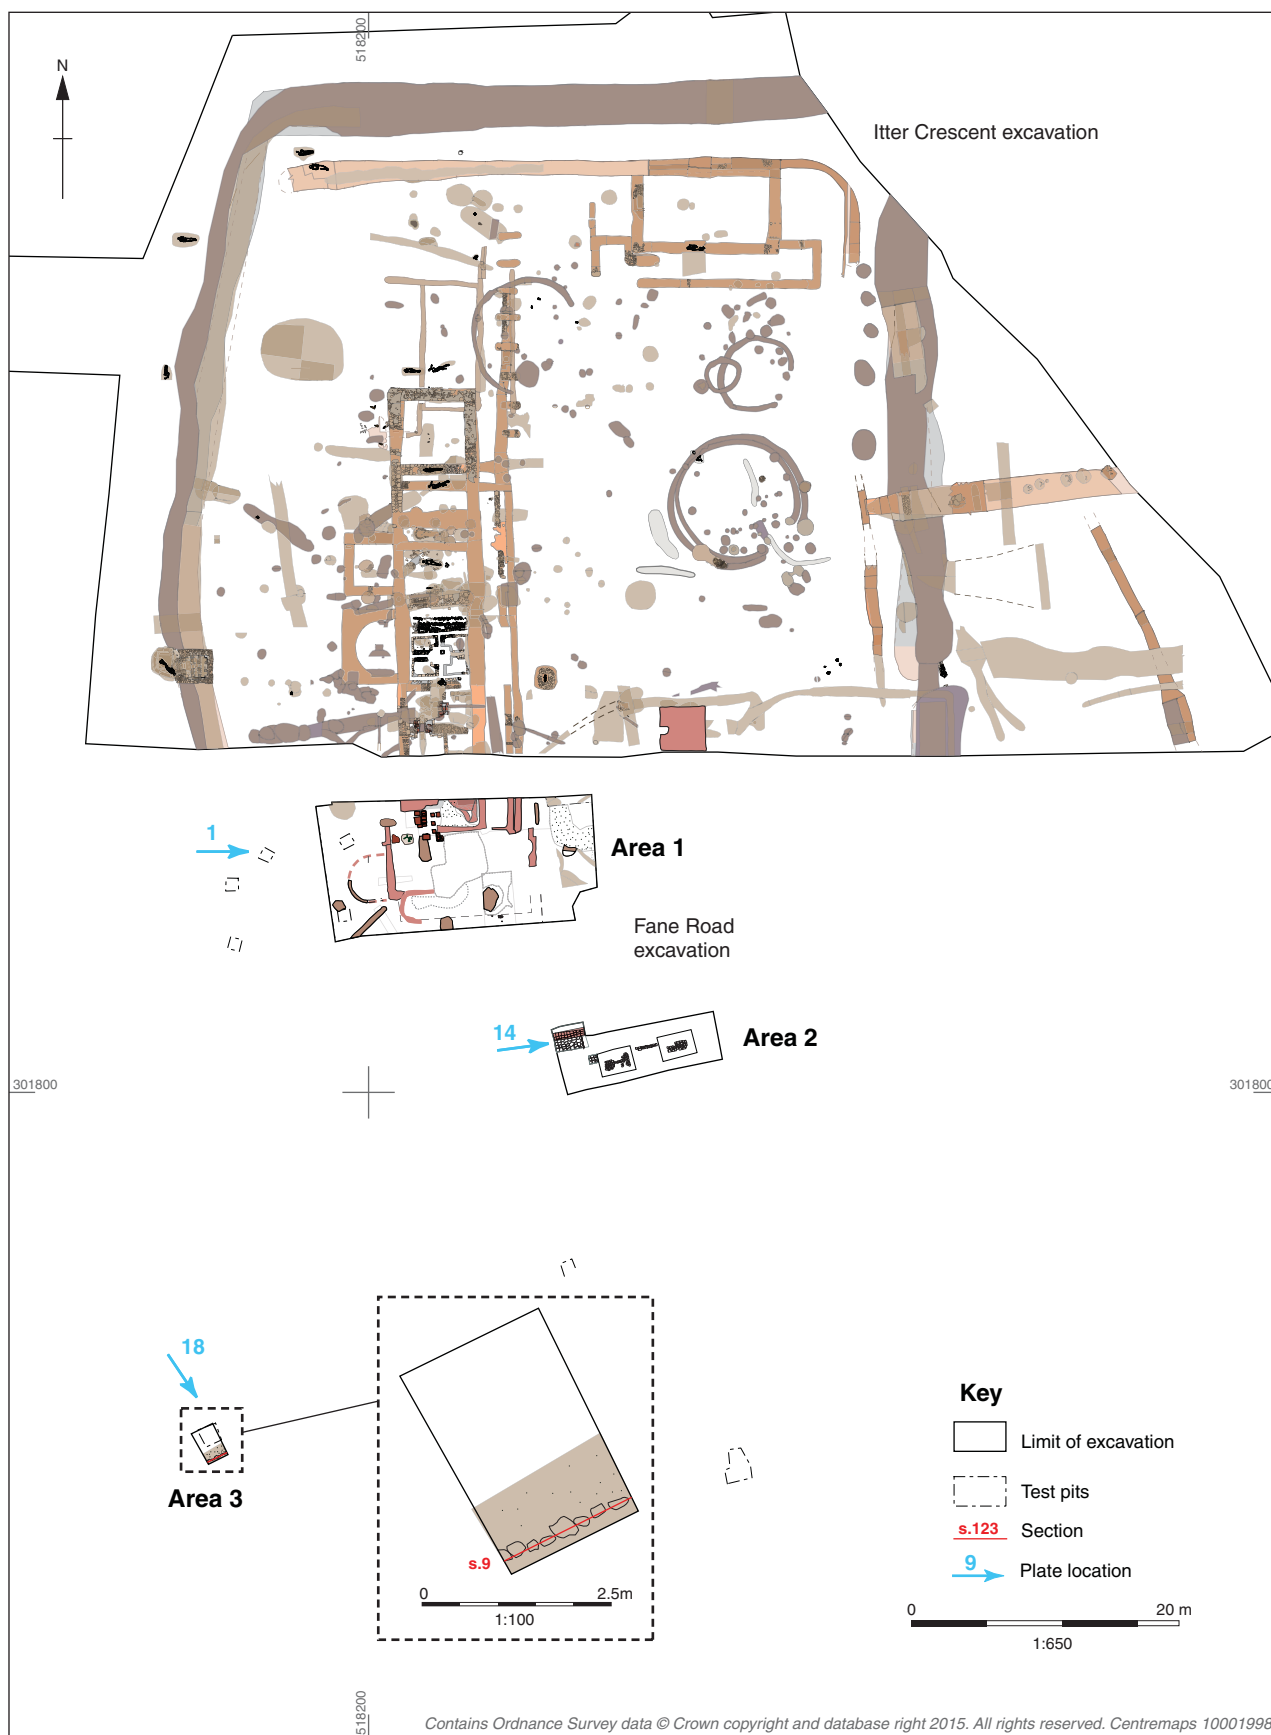 518200
N
Itter Crescent excavation
1
Area 1
Fane Road
excavation
14
Area 2
301800
301800
18
Area 3
s.9
0 2.5m
1:100
Key
Limit of excavation
Test pits
s.123 Section
9 Plate location
0 20 m
1:650
518200
Contains Ordnance Survey data © Crown copyright and database right 2015. All rights reserved. Centremaps 10001998